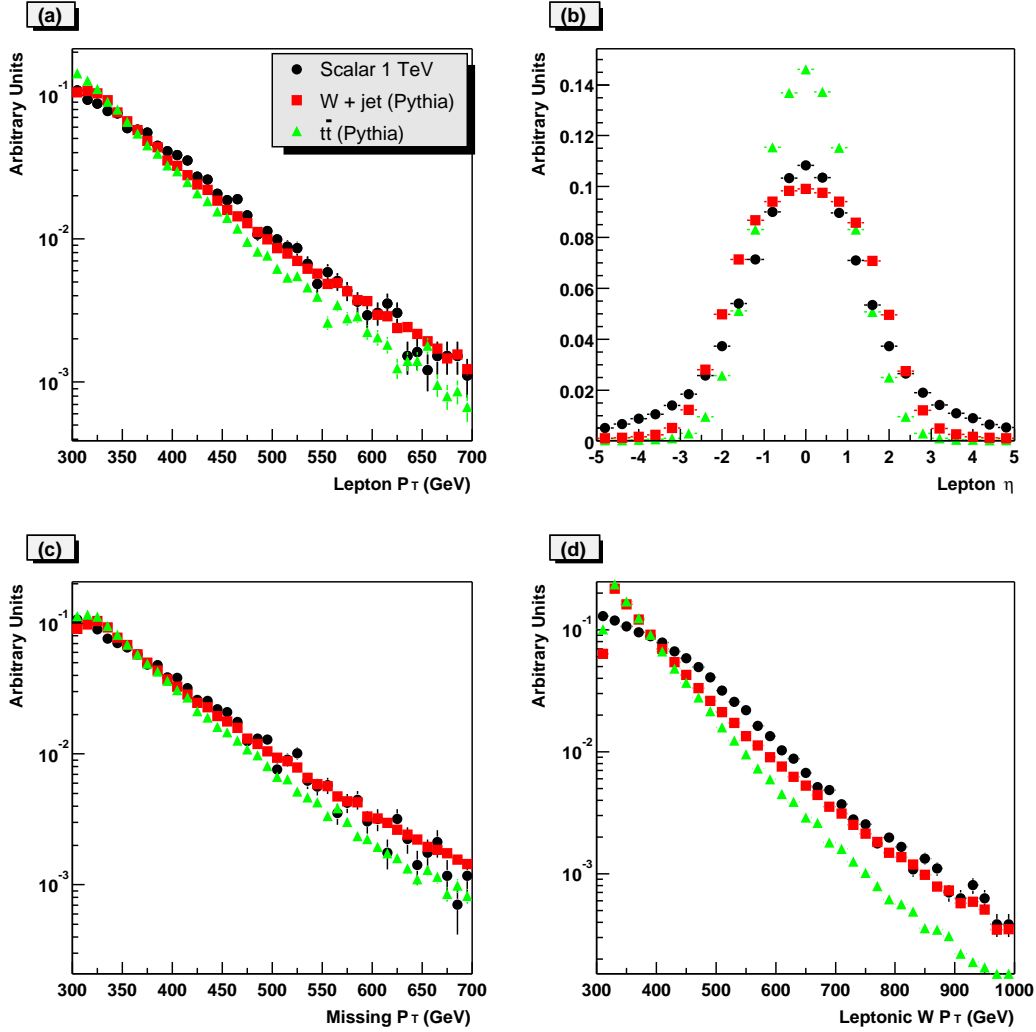 (a)
Arbitrary Units
10-1
10-2
10-3
300 350 400 450 500 550 600 650 700
Lepton PT (GeV)
Scalar 1 TeV
W + jet (Pythia)
tt̄ (Pythia)
(b)
Arbitrary Units
0.14
0.12
0.1
0.08
0.06
0.04
0.02
0
-5 -4 -3 -2 -1 0 1 2 3 4 5
Lepton η
(c)
Arbitrary Units
10-1
10-2
10-3
300 350 400 450 500 550 600 650 700
Missing PT (GeV)
(d)
Arbitrary Units
10-1
10-2
10-3
300 400 500 600 700 800 900 1000
Leptonic W PT (GeV)